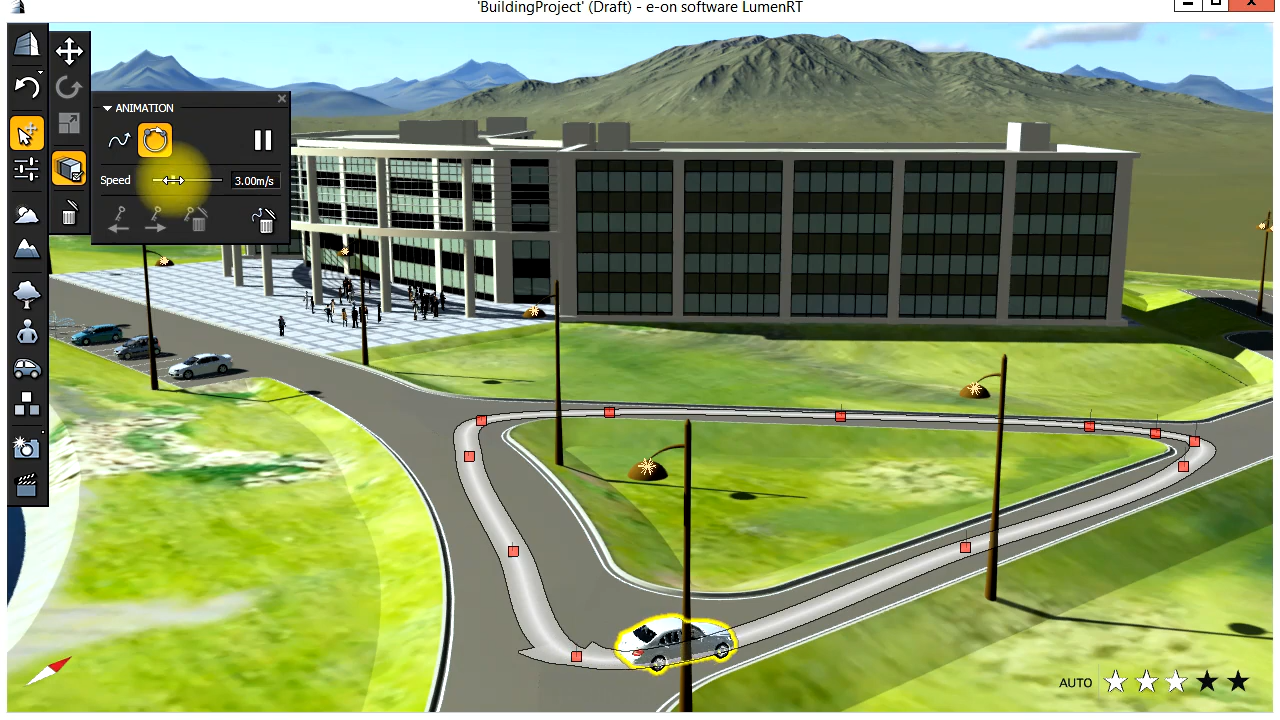 'BuildingProject' (Draft) - e-on software LumenRT
ANIMATION
Speed 3.00m/s
AUTO